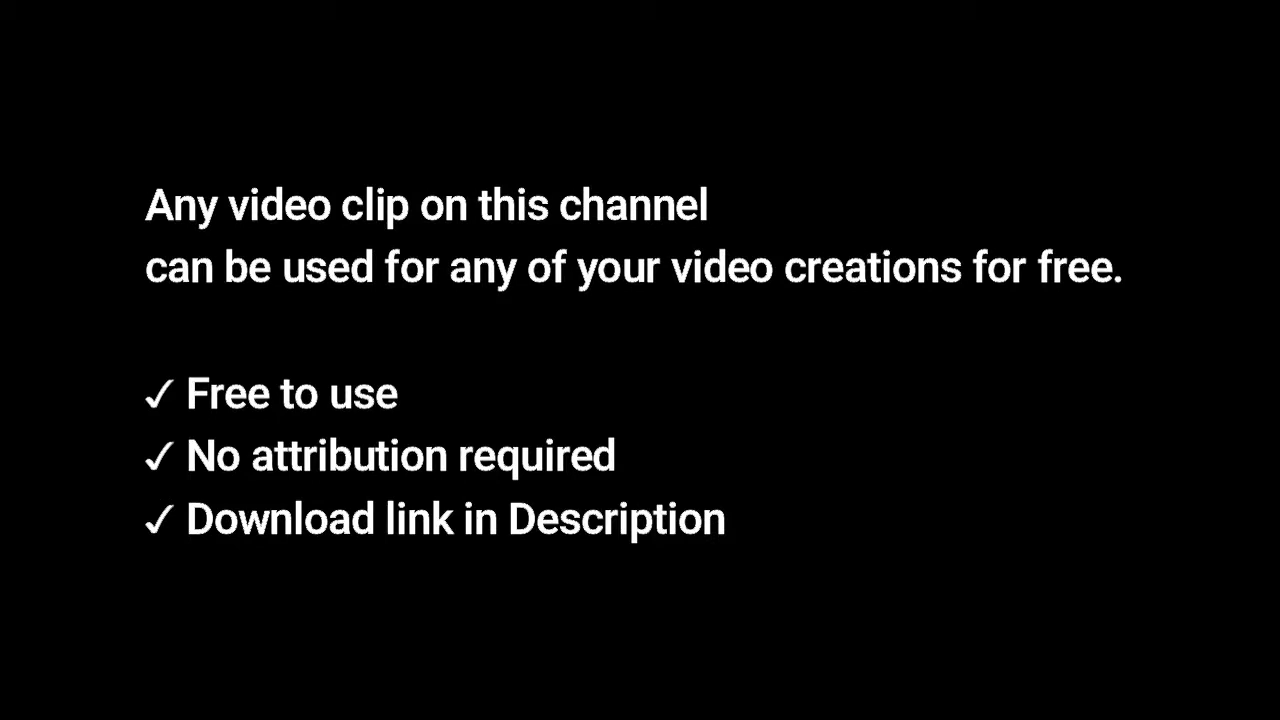 Any video clip on this channel
can be used for any of your video creations for free.
✓ Free to use
✓ No attribution required
✓ Download link in Description